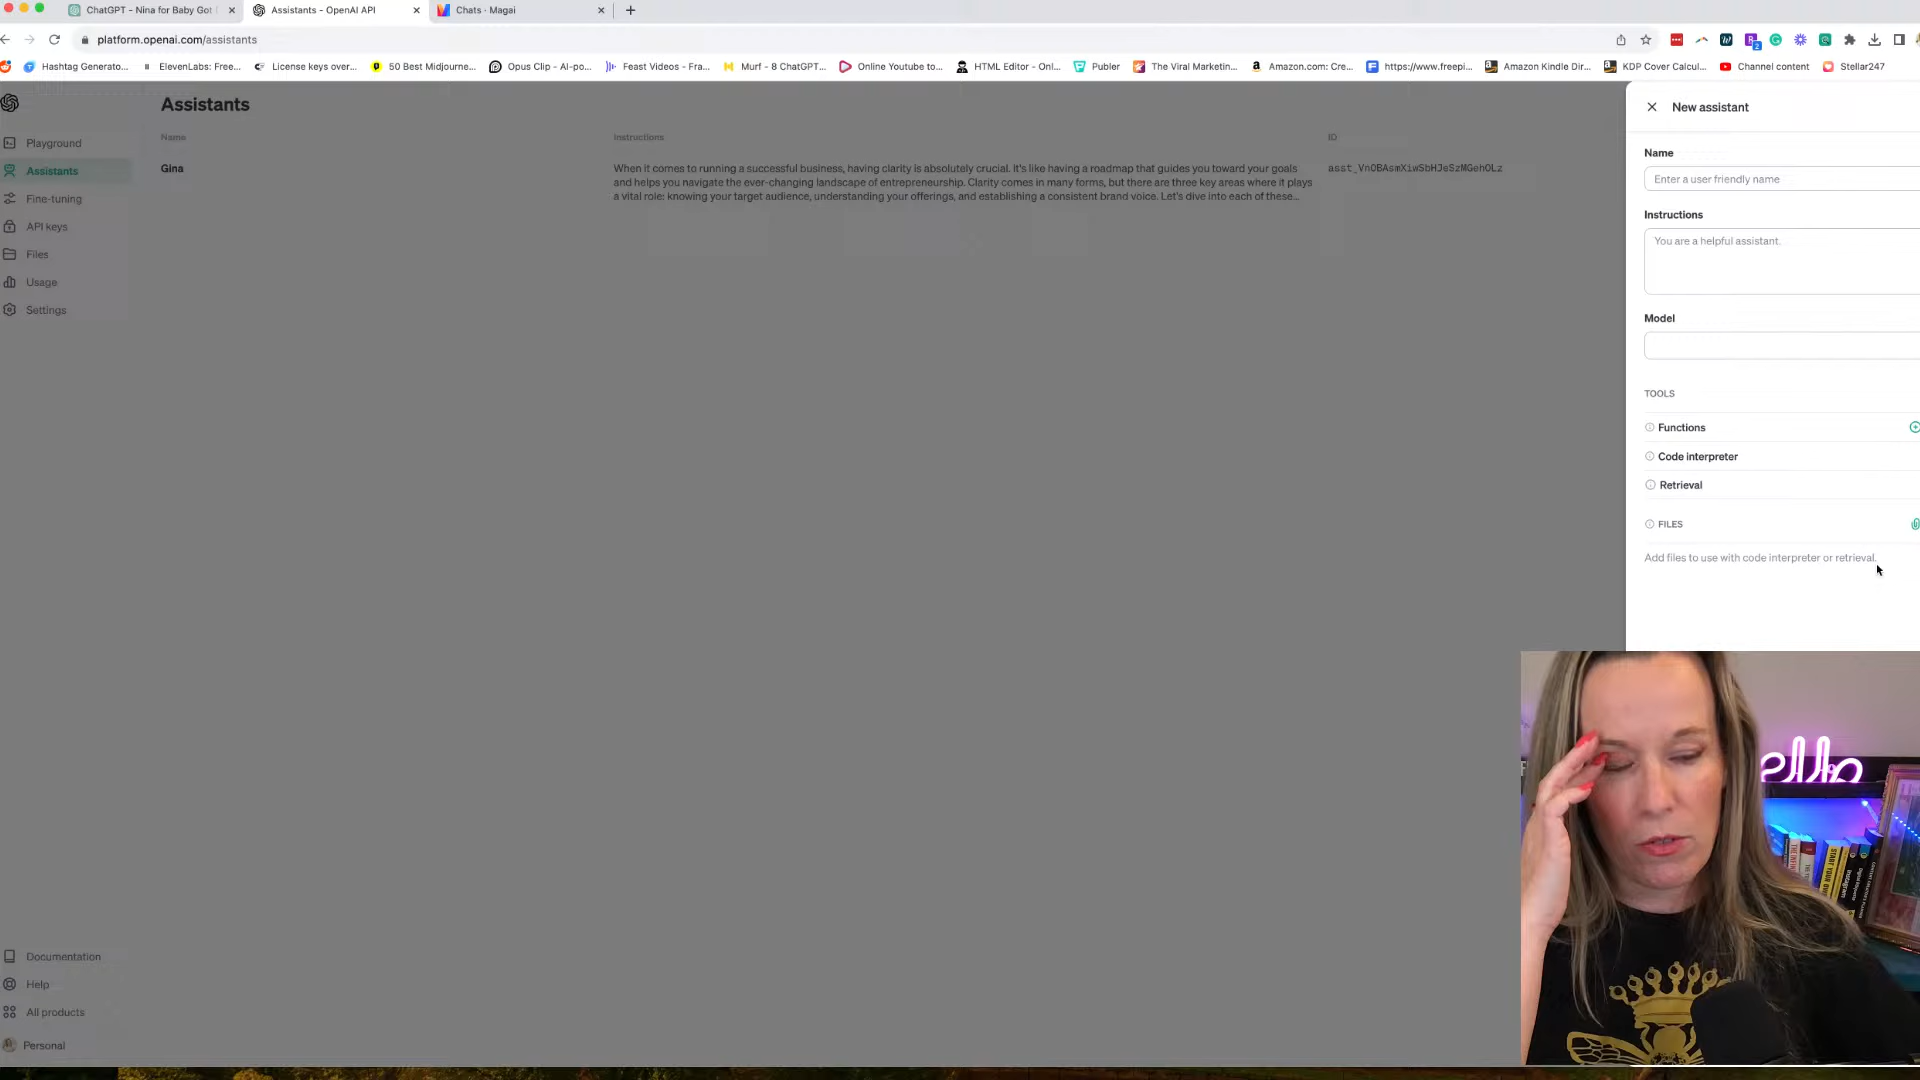 ChatGPT - Nina for Baby Got
Assistants - OpenAI API
Chats · Magai
platform.openai.com/assistants
Hashtag Generato...
ElevenLabs: Free...
License keys over...
50 Best Midjourne...
Opus Clip - AI-po...
Feast Videos - Fra...
Murf - 8 ChatGPT...
Online Youtube to...
HTML Editor - Onl...
Publer
The Viral Marketin...
Amazon.com: Cre...
https://www.freepi...
Amazon Kindle Dir...
KDP Cover Calcul...
Channel content
Stellar247
Playground
Assistants
Fine-tuning
API keys
Files
Usage
Settings
Documentation
Help
All products
Personal
Assistants
Name
Instructions
ID
Gina
When it comes to running a successful business, having clarity is absolutely crucial. It's like having a roadmap that guides you toward your goals
and helps you navigate the ever-changing landscape of entrepreneurship. Clarity comes in many forms, but there are three key areas where it plays
a vital role: knowing your target audience, understanding your offerings, and establishing a consistent brand voice. Let's dive into each of these...
asst_VnOBAsmXiwSbHJeSzMGehOLz
New assistant
Name
Enter a user friendly name
Instructions
You are a helpful assistant.
Model
TOOLS
Functions
Code interpreter
Retrieval
FILES
Add files to use with code interpreter or retrieval.
hello
START YOUR
Instagram